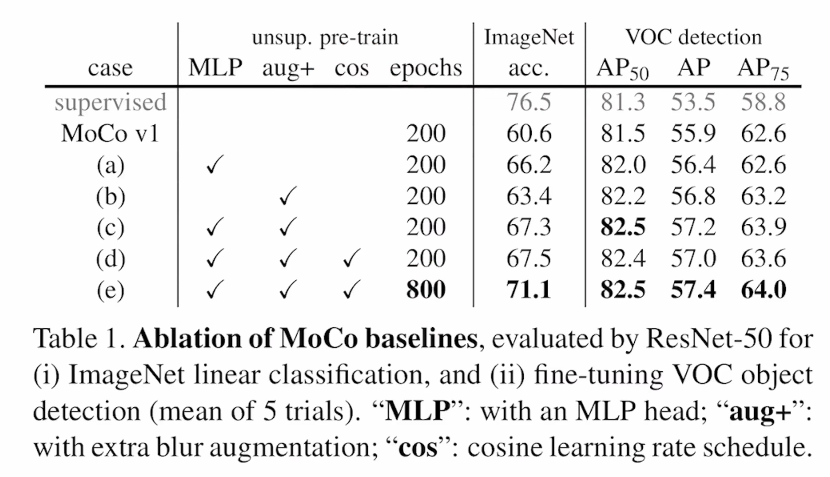 unsup. pre-train ImageNet VOC detection
case MLP aug+ cos epochs acc. AP50 AP AP75
supervised 76.5 81.3 53.5 58.8
MoCo v1 200 60.6 81.5 55.9 62.6
(a) ✓ 200 66.2 82.0 56.4 62.6
(b) ✓ 200 63.4 82.2 56.8 63.2
(c) ✓ ✓ 200 67.3 82.5 57.2 63.9
(d) ✓ ✓ ✓ 200 67.5 82.4 57.0 63.6
(e) ✓ ✓ ✓ 800 71.1 82.5 57.4 64.0
Table 1. Ablation of MoCo baselines, evaluated by ResNet-50 for
(i) ImageNet linear classification, and (ii) fine-tuning VOC object
detection (mean of 5 trials). “MLP”: with an MLP head; “aug+”:
with extra blur augmentation; “cos”: cosine learning rate schedule.